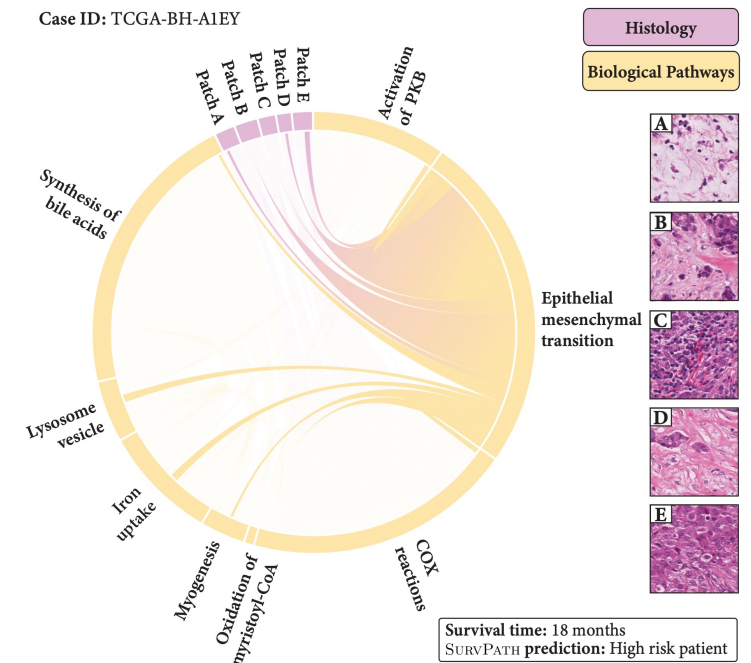 Case ID: TCGA-BH-A1EY
Histology
Biological Pathways
Patch A
Patch B
Patch C
Patch D
Patch E
Activation
of PKB
Synthesis of
bile acids
Epithelial
mesenchymal
transition
Lysosome
vesicle
Iron
uptake
Myogenesis
Oxidation of
myristoyl-CoA
COX
reactions
A
B
C
D
E
Survival time: 18 months
SURVPATH prediction: High risk patient